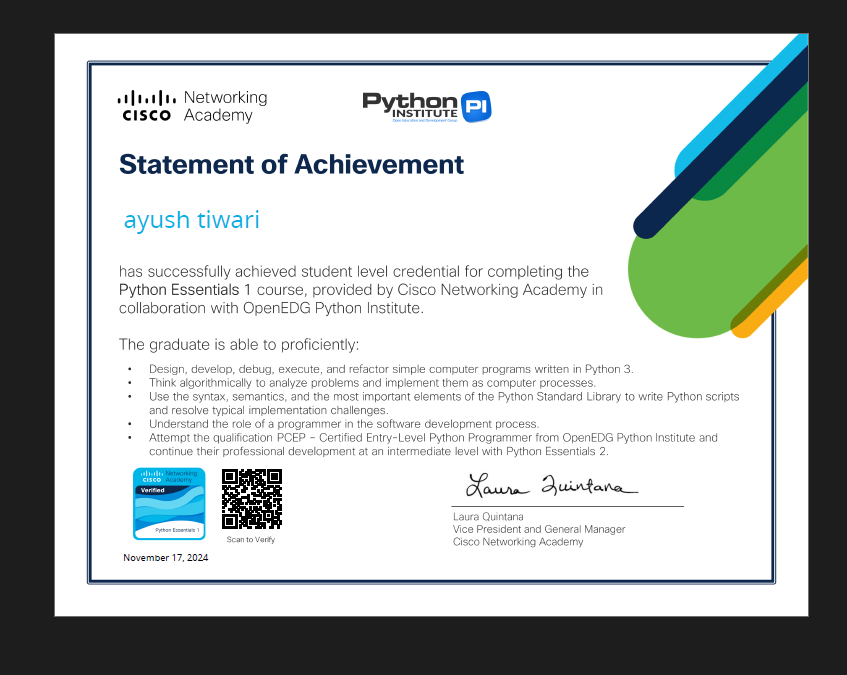 CISCO Networking Academy
Python INSTITUTE PI
Open Education and Development Group
Statement of Achievement
ayush tiwari
has successfully achieved student level credential for completing the
Python Essentials 1 course, provided by Cisco Networking Academy in
collaboration with OpenEDG Python Institute.
The graduate is able to proficiently:
• Design, develop, debug, execute, and refactor simple computer programs written in Python 3.
• Think algorithmically to analyze problems and implement them as computer processes.
• Use the syntax, semantics, and the most important elements of the Python Standard Library to write Python scripts
and resolve typical implementation challenges.
• Understand the role of a programmer in the software development process.
• Attempt the qualification PCEP – Certified Entry-Level Python Programmer from OpenEDG Python Institute and
continue their professional development at an intermediate level with Python Essentials 2.
CISCO Networking Academy
Verified
Python Essentials 1
Scan to Verify
November 17, 2024
Laura Quintana
Laura Quintana
Vice President and General Manager
Cisco Networking Academy